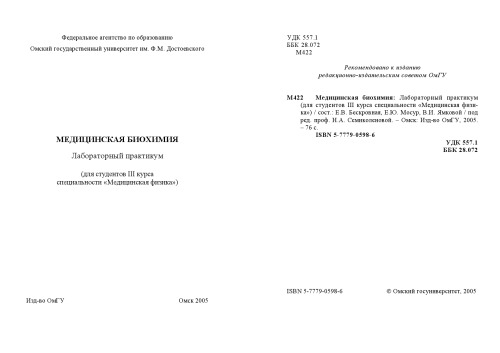 Федеральное агентство по образованию
Омский государственный университет им. Ф.М. Достоевского
МЕДИЦИНСКАЯ БИОХИМИЯ
Лабораторный практикум
(для студентов III курса
специальности «Медицинская физика»)
Изд-во ОмГУ Омск 2005
УДК 557.1
ББК 28.072
М422
Рекомендовано к изданию
редакционно-издательским советом ОмГУ
М422 Медицинская биохимия: Лабораторный практикум
(для студентов III курса специальности «Медицинская физи-
ка») / сост.: Е.В. Бескровная, Е.Ю. Мосур, В.И. Ямковой / под
ред. проф. Н.А. Семиколеновой. – Омск: Изд-во ОмГУ, 2005.
– 76 с.
ISBN 5-7779-0598-6
УДК 557.1
ББК 28.072
ISBN 5-7779-0598-6 © Омский госуниверситет, 2005